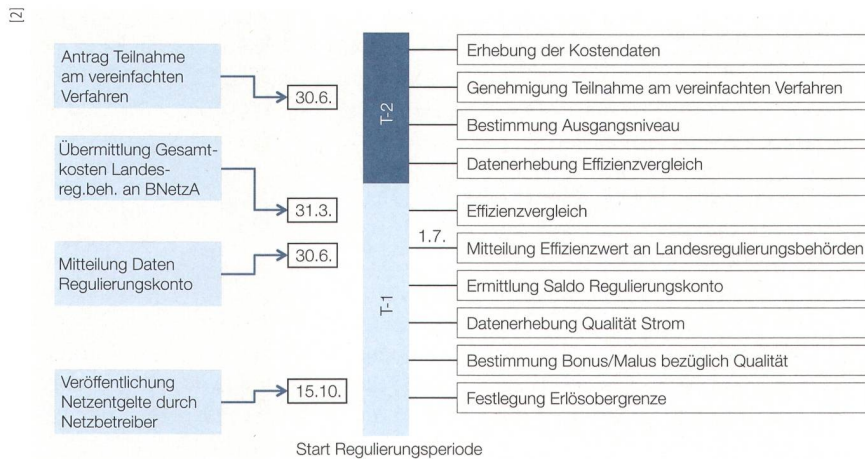 [2]
Antrag Teilnahme
am vereinfachten
Verfahren
30.6.
Übermittlung Gesamt-
kosten Landes-
reg.beh. an BNetzA
31.3.
Mitteilung Daten
Regulierungskonto
30.6.
Veröffentlichung
Netzentgelte durch
Netzbetreiber
15.10.
T-2
T-1
Erhebung der Kostendaten
Genehmigung Teilnahme am vereinfachten Verfahren
Bestimmung Ausgangsniveau
Datenerhebung Effizienzvergleich
Effizienzvergleich
1.7.
Mitteilung Effizienzwert an Landesregulierungsbehörden
Ermittlung Saldo Regulierungskonto
Datenerhebung Qualität Strom
Bestimmung Bonus/Malus bezüglich Qualität
Festlegung Erlösobergrenze
Start Regulierungsperiode